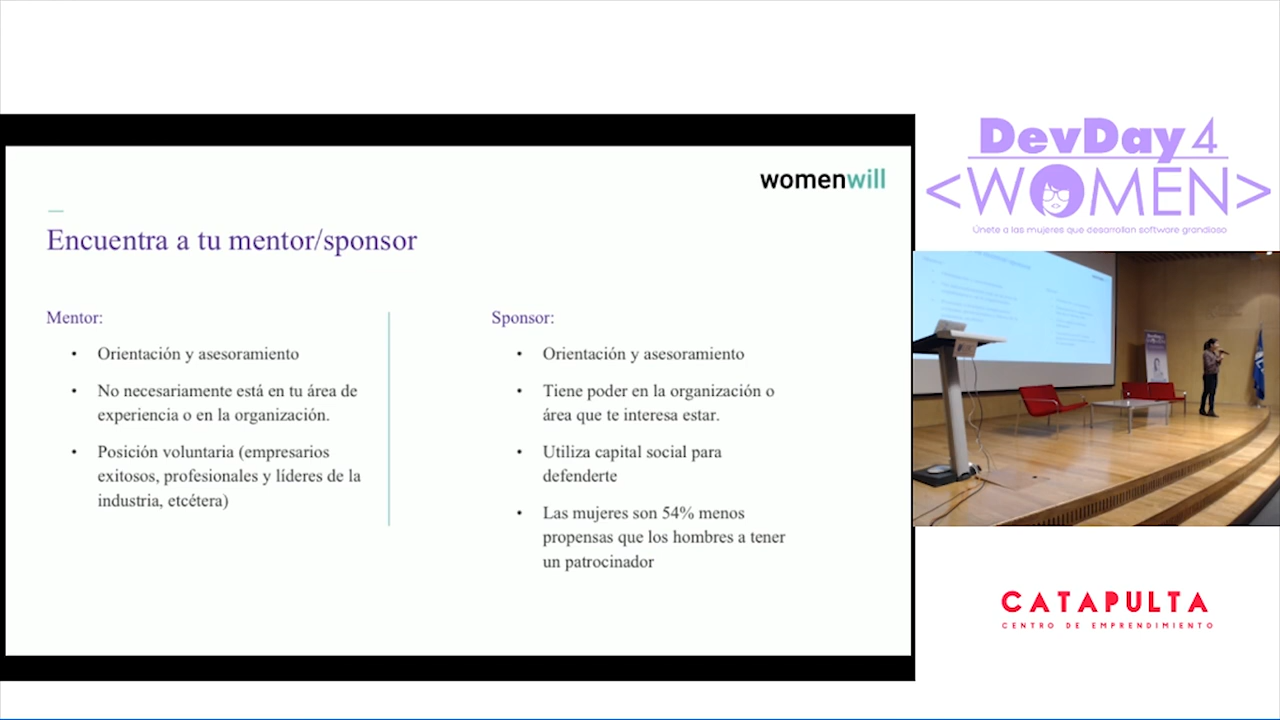 womenwill
Encuentra a tu mentor/sponsor
Mentor:
• Orientación y asesoramiento
• No necesariamente está en tu área de
experiencia o en la organización.
• Posición voluntaria (empresarios
exitosos, profesionales y líderes de la
industria, etcétera)
Sponsor:
• Orientación y asesoramiento
• Tiene poder en la organización o
área que te interesa estar.
• Utiliza capital social para
defenderte
• Las mujeres son 54% menos
propensas que los hombres a tener
un patrocinador
DevDay4
<WOMEN>
Únete a las mujeres que desarrollan software grandioso
CATAPULTA
CENTRO DE EMPRENDIMIENTO